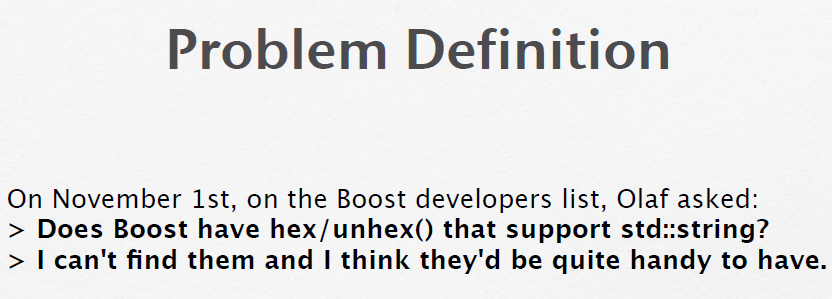 Problem Definition
On November 1st, on the Boost developers list, Olaf asked:
> Does Boost have hex/unhex() that support std::string?
> I can't find them and I think they'd be quite handy to have.